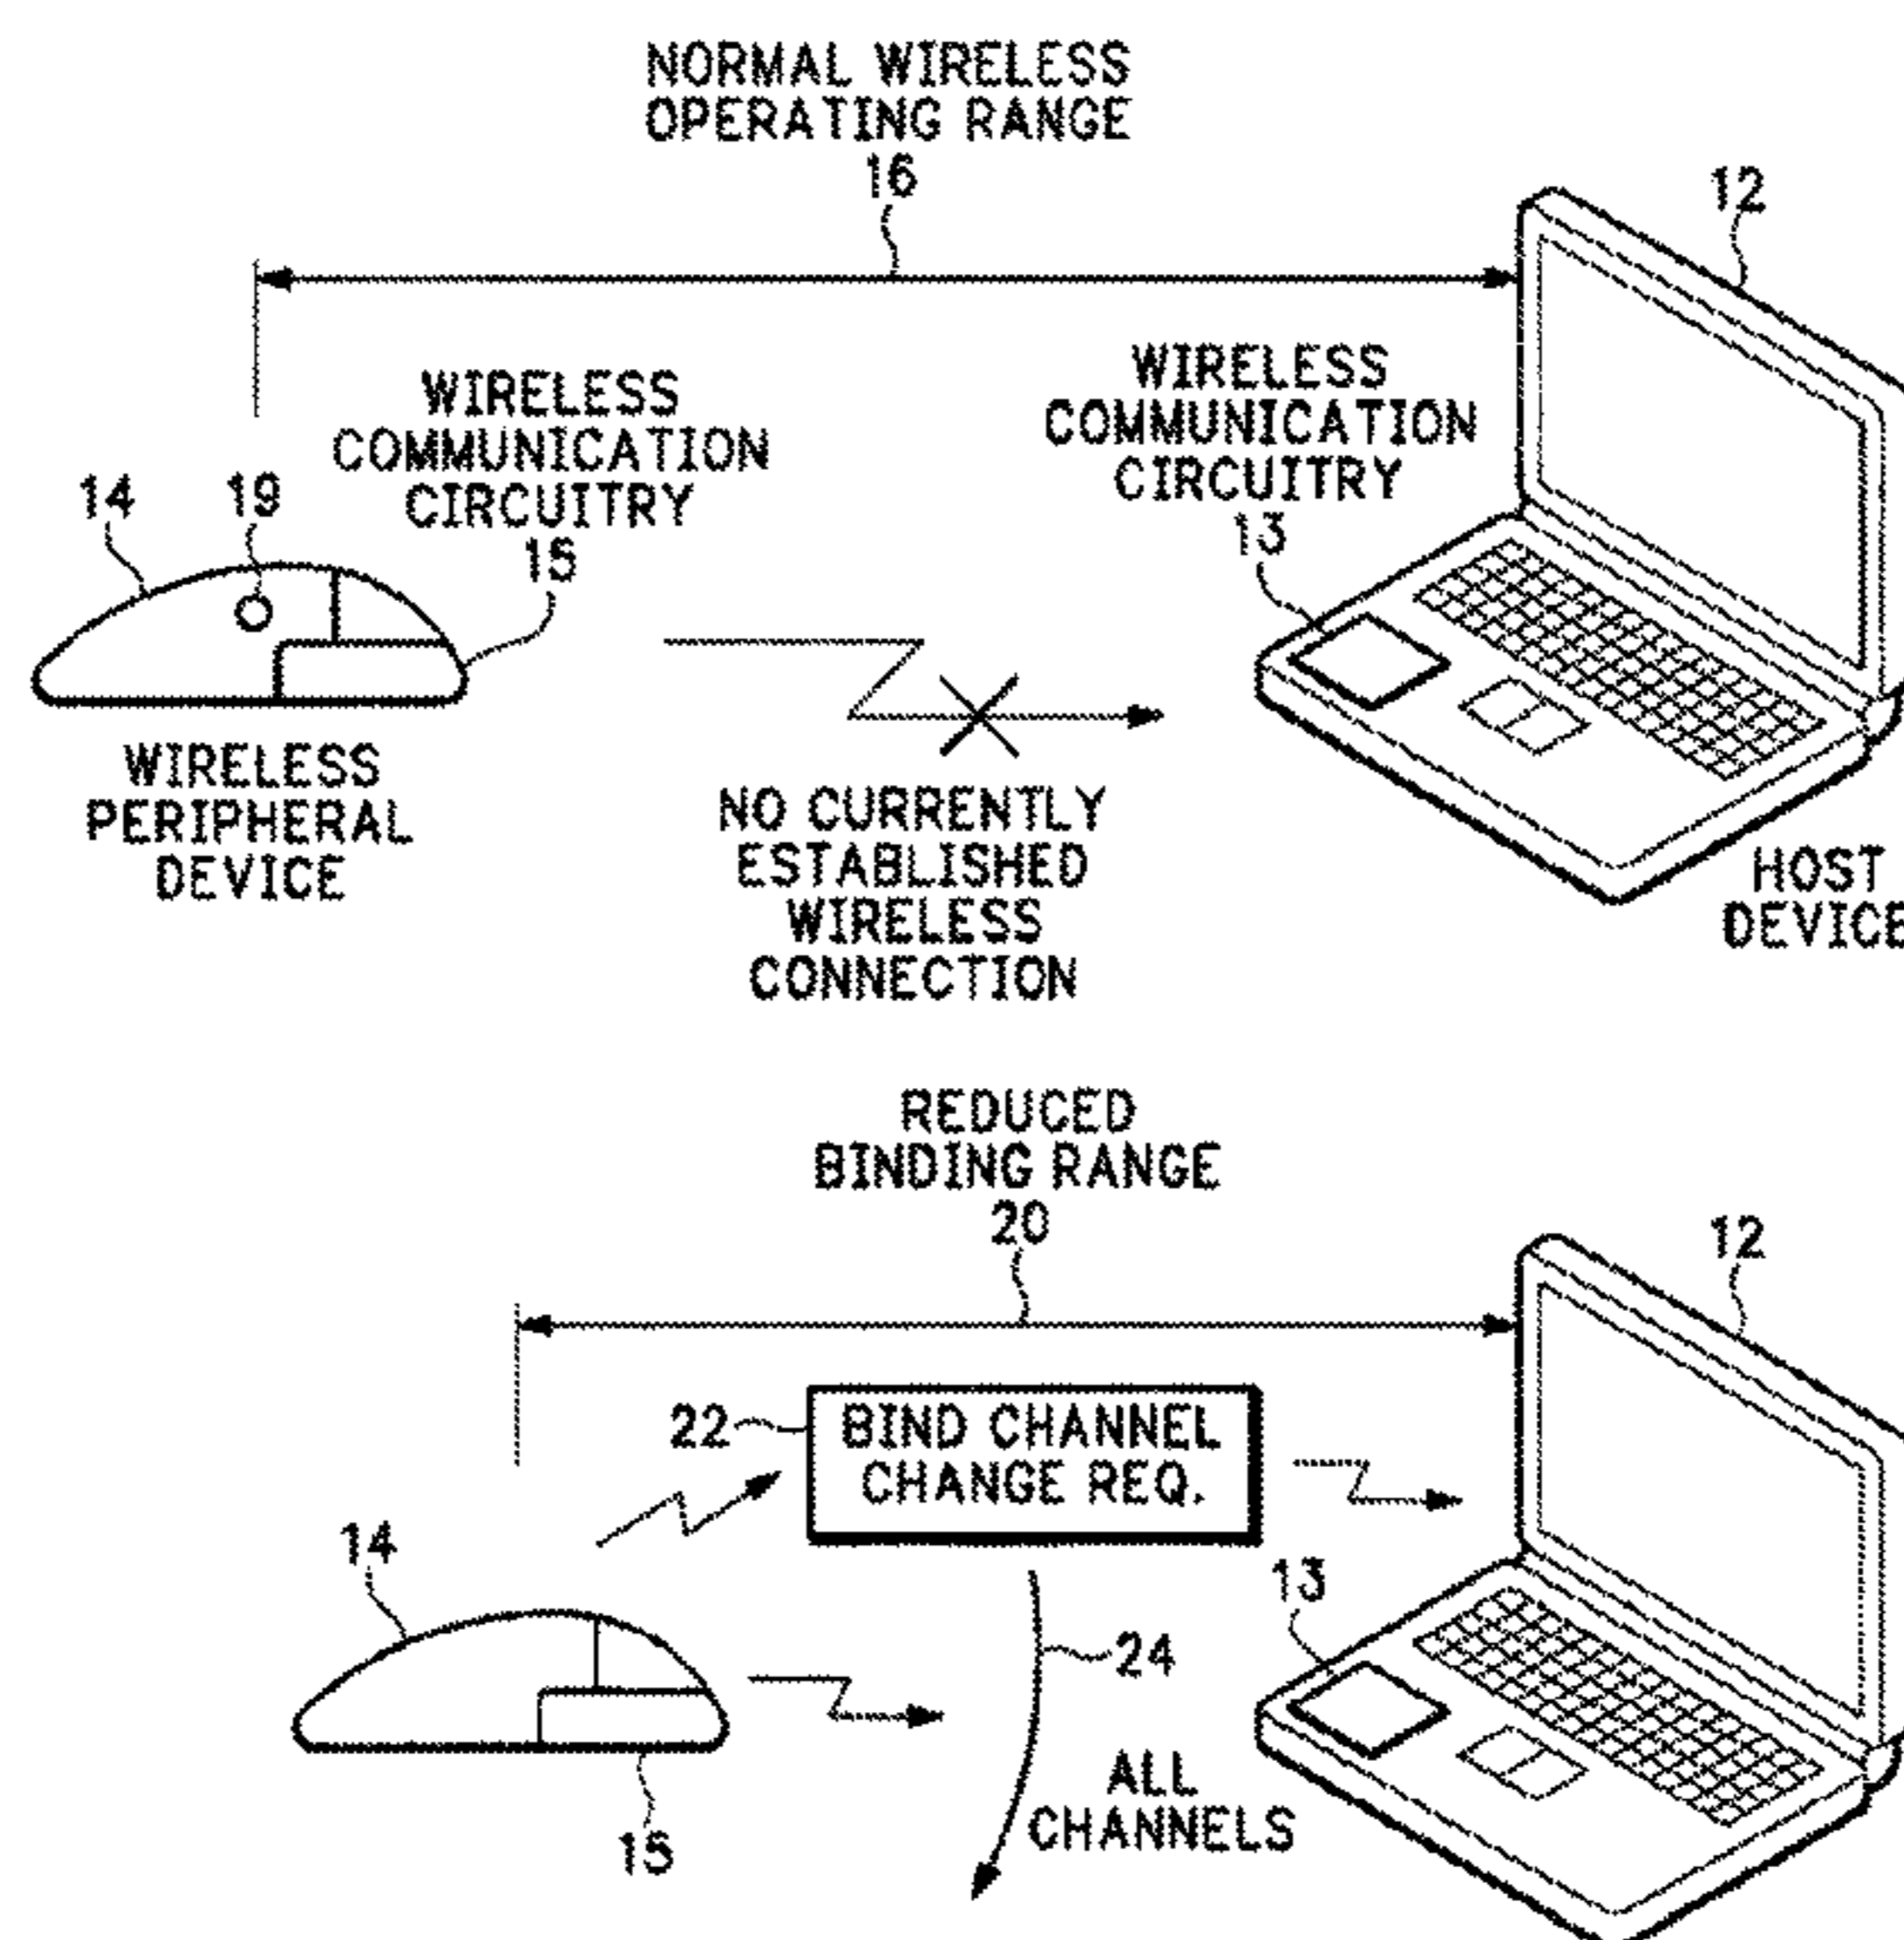 NORMAL WIRELESS
OPERATING RANGE
16
12
WIRELESS
COMMUNICATION
CIRCUITRY
15
WIRELESS
COMMUNICATION
CIRCUITRY
13
14
19
WIRELESS
PERIPHERAL
DEVICE
NO CURRENTLY
ESTABLISHED
WIRELESS
CONNECTION
HOST
DEVICE
REDUCED
BINDING RANGE
20
12
22
BIND CHANNEL
CHANGE REQ.
14
13
24
15
ALL
CHANNELS